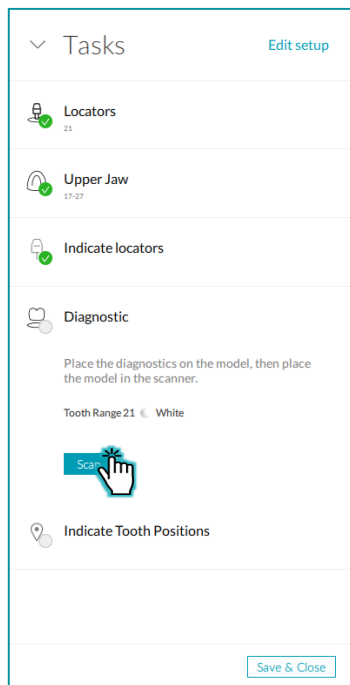 Tasks
Edit setup
Locators
21
Upper Jaw
17-27
Indicate locators
Diagnostic
Place the diagnostics on the model, then place
the model in the scanner.
Tooth Range 21 White
Scan
Indicate Tooth Positions
Save & Close